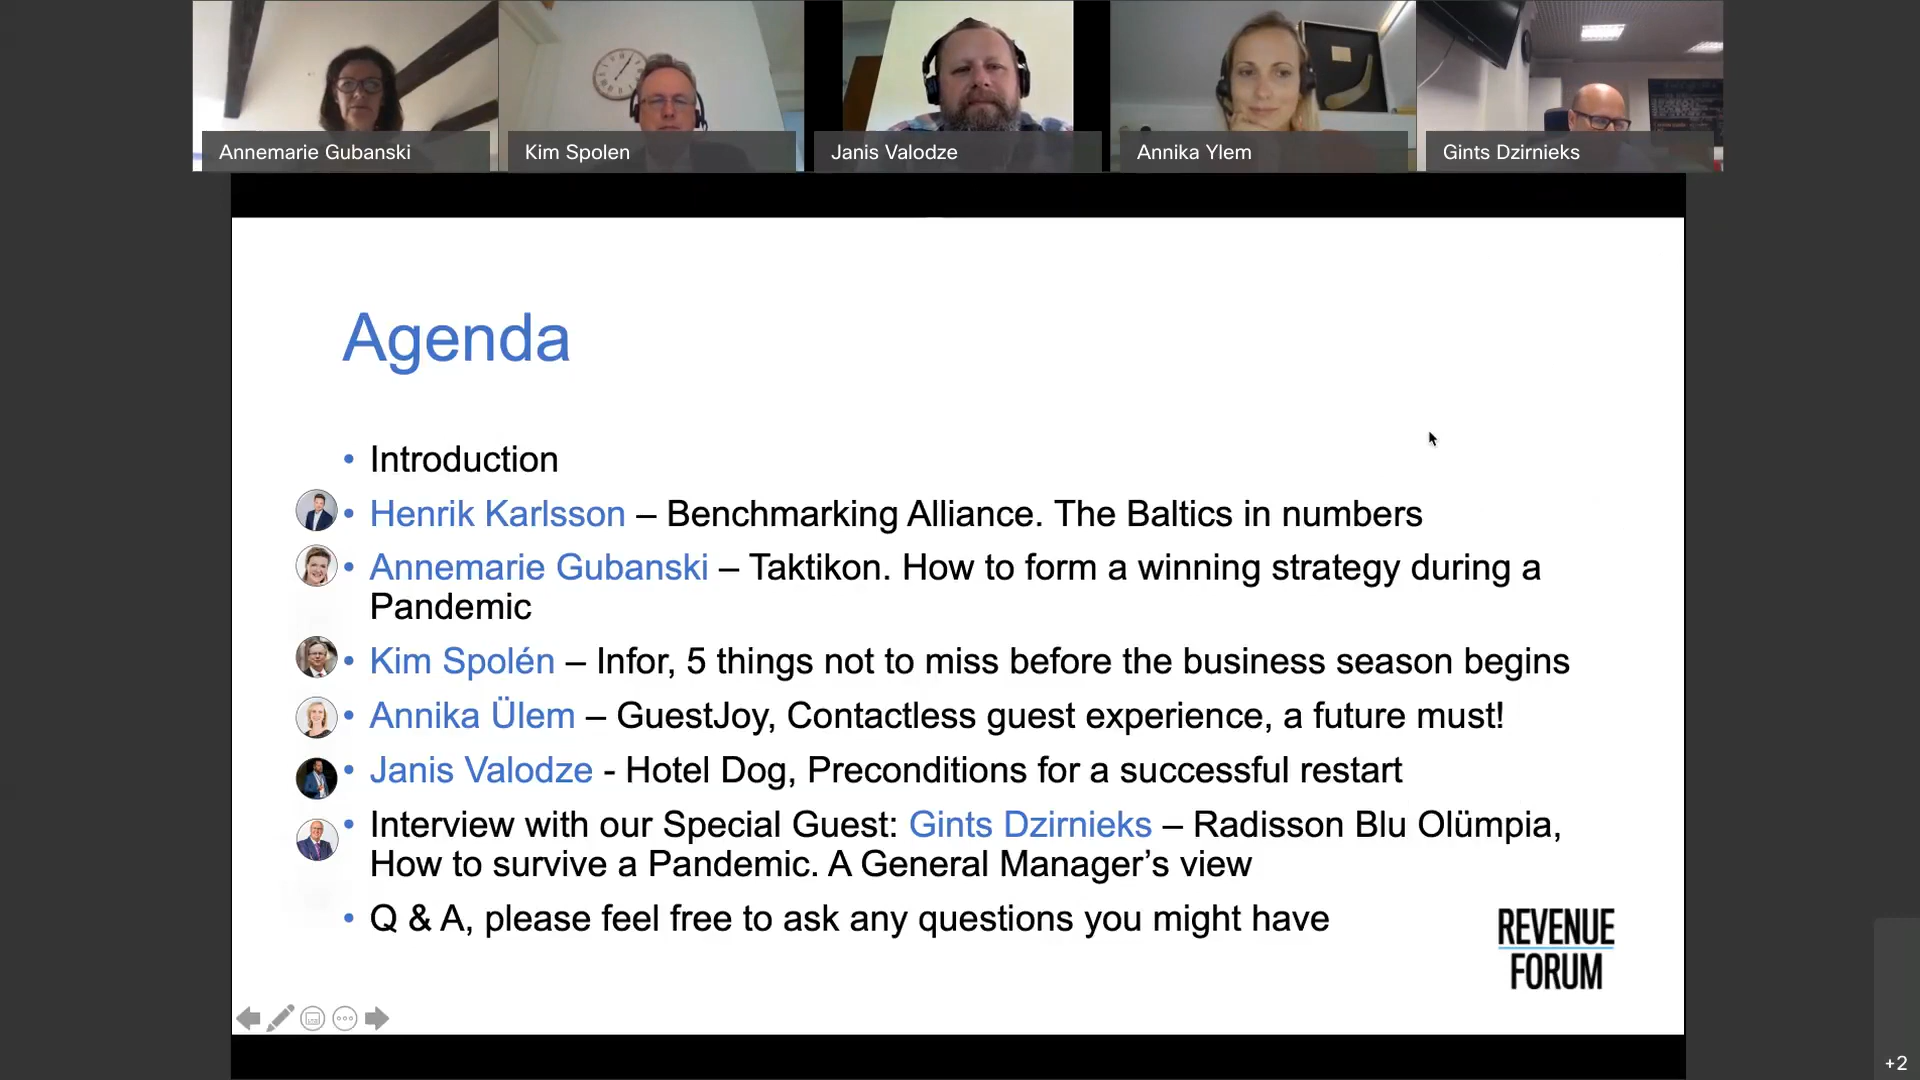 Annemarie Gubanski
Kim Spolen
Janis Valodze
Annika Ylem
Gints Dzirnieks
Agenda
• Introduction
• Henrik Karlsson – Benchmarking Alliance. The Baltics in numbers
• Annemarie Gubanski – Taktikon. How to form a winning strategy during a
Pandemic
• Kim Spolén – Infor, 5 things not to miss before the business season begins
• Annika Ülem – GuestJoy, Contactless guest experience, a future must!
• Janis Valodze - Hotel Dog, Preconditions for a successful restart
• Interview with our Special Guest: Gints Dzirnieks – Radisson Blu Olümpia,
How to survive a Pandemic. A General Manager’s view
• Q & A, please feel free to ask any questions you might have
REVENUE
FORUM
+2